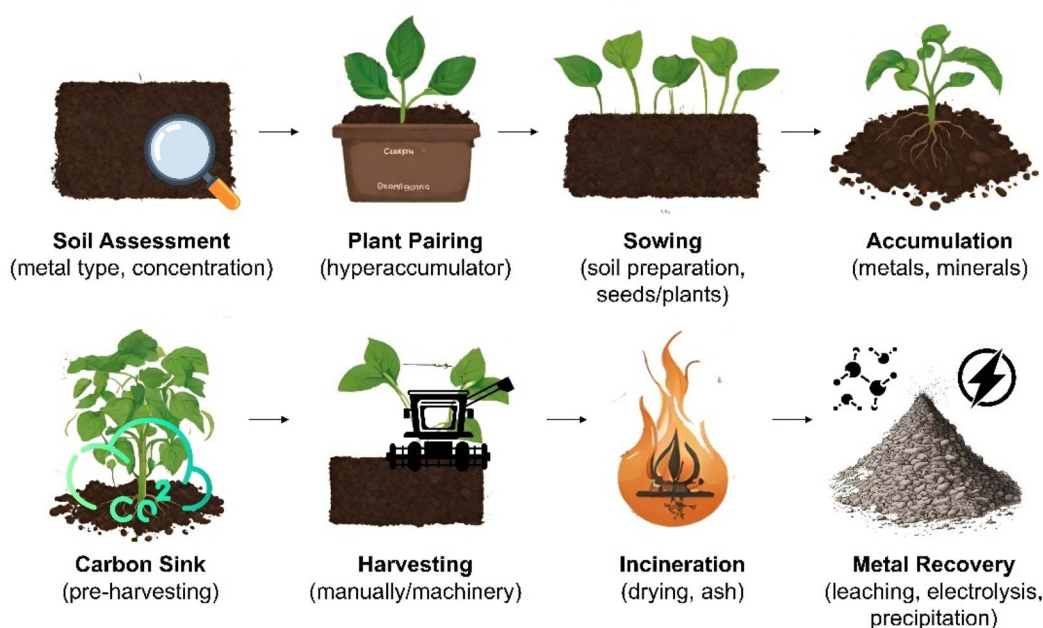 Soil Assessment
(metal type, concentration)
Plant Pairing
(hyperaccumulator)
Sowing
(soil preparation,
seeds/plants)
Accumulation
(metals, minerals)
CO2
Carbon Sink
(pre-harvesting)
Harvesting
(manually/machinery)
Incineration
(drying, ash)
Metal Recovery
(leaching, electrolysis,
precipitation)